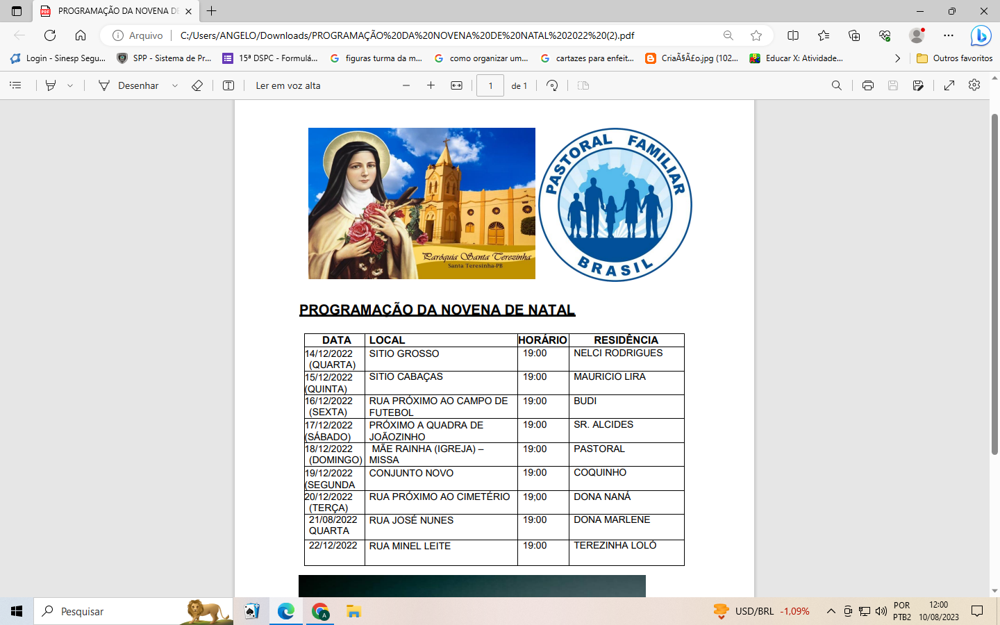 PROGRAMAÇÃO DA NOVENA DE
Arquivo
C:/Users/ANGELO/Downloads/PROGRAMAÇÃO%20DA%20NOVENA%20DE%20NATAL%202022%20(2).pdf
Login - Sinesp Segu...
SPP - Sistema de Pr...
15ª DSPC - Formulá...
figuras turma da m...
como organizar um...
cartazes para enfeit...
CriaÃ§Ã£o.jpg (102...
Educar X: Atividade...
Outros favoritos
Desenhar
Ler em voz alta
1
de 1
Paróquia Santa Terezinha
Santa Teresinha-PB
PASTORAL FAMILIAR
BRASIL
PROGRAMAÇÃO DA NOVENA DE NATAL
DATA LOCAL HORÁRIO RESIDÊNCIA
14/12/2022 SITIO GROSSO 19:00 NELCI RODRIGUES
(QUARTA)
15/12/2022 SITIO CABAÇAS 19:00 MAURICIO LIRA
(QUINTA)
16/12/2022 RUA PRÓXIMO AO CAMPO DE 19:00 BUDI
(SEXTA) FUTEBOL
17/12/2022 PRÓXIMO A QUADRA DE 19:00 SR. ALCIDES
(SÁBADO) JOÃOZINHO
18/12/2022 MÃE RAINHA (IGREJA) – 19:00 PASTORAL
(DOMINGO) MISSA
19/12/2022 CONJUNTO NOVO 19:00 COQUINHO
(SEGUNDA
20/12/2022 RUA PRÓXIMO AO CIMETÉRIO 19;00 DONA NANÁ
(TERÇA)
21/08/2022 RUA JOSÉ NUNES 19:00 DONA MARLENE
QUARTA
22/12/2022 RUA MINEL LEITE 19:00 TEREZINHA LOLÓ
Pesquisar
USD/BRL -1,09%
POR
PTB2
12:00
10/08/2023